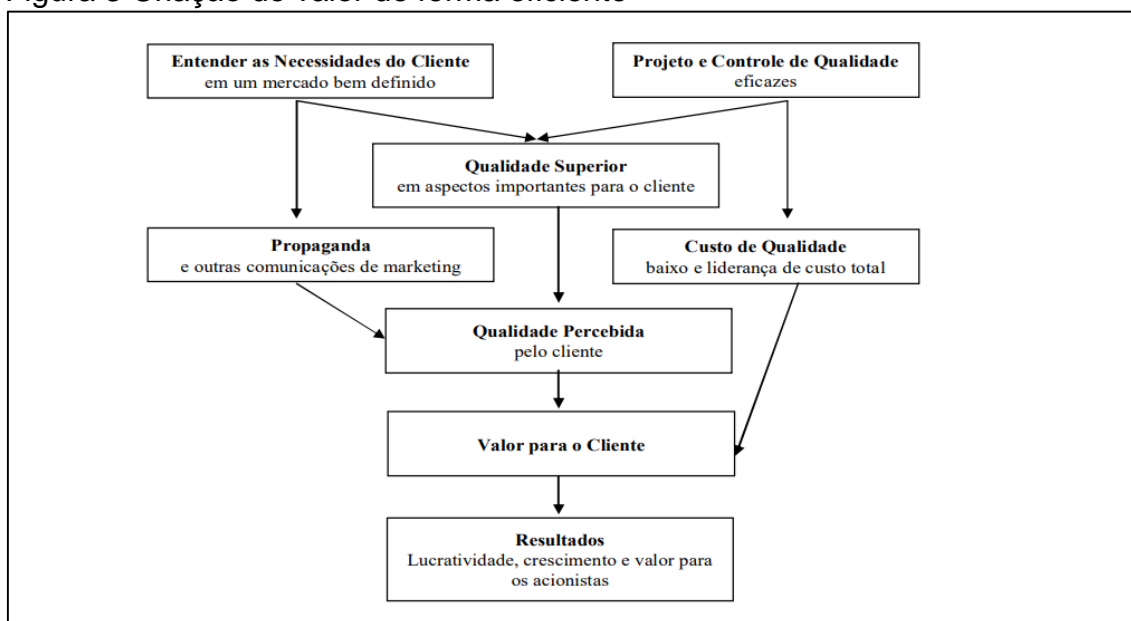 Figura 3 Criação de valor de forma eficiente
Entender as Necessidades do Cliente
em um mercado bem definido
Projeto e Controle de Qualidade
eficazes
Qualidade Superior
em aspectos importantes para o cliente
Propaganda
e outras comunicações de marketing
Custo de Qualidade
baixo e liderança de custo total
Qualidade Percebida
pelo cliente
Valor para o Cliente
Resultados
Lucratividade, crescimento e valor para
os acionistas